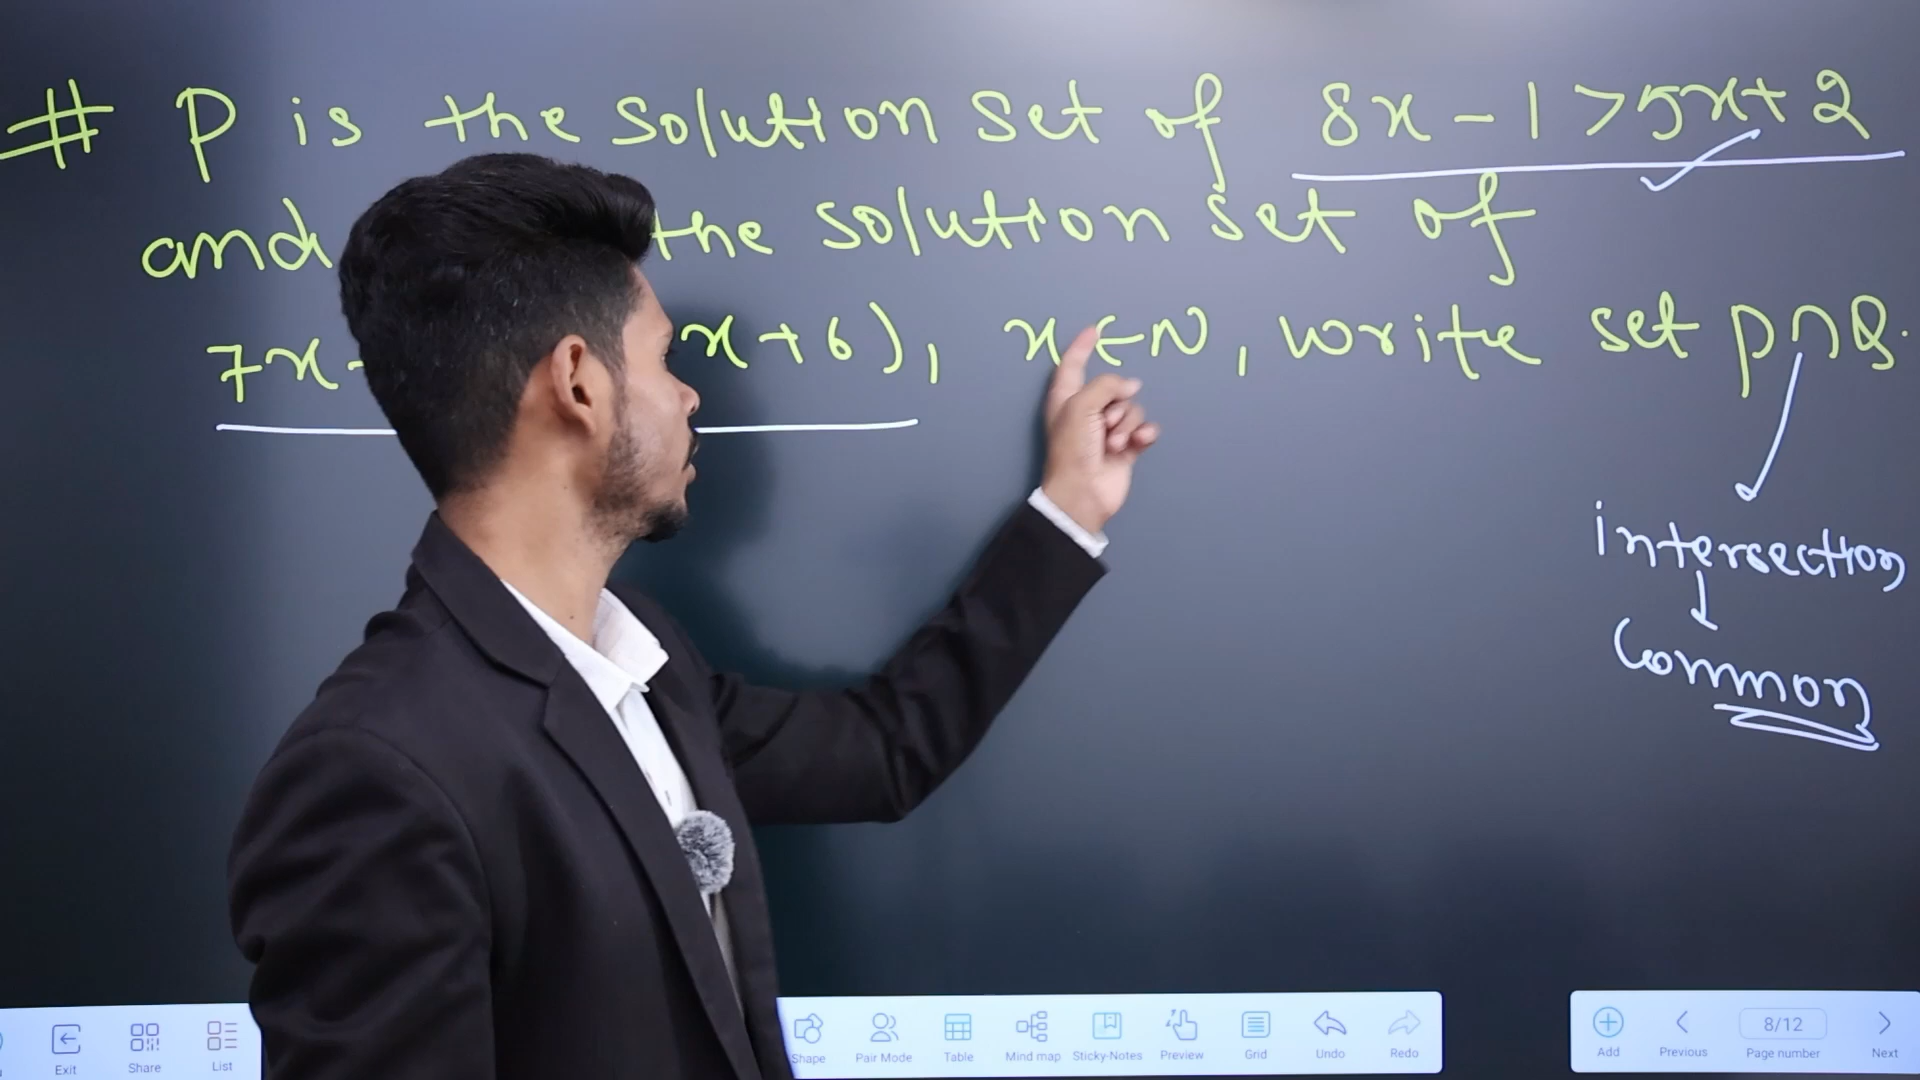 # P is the solution set of 8x - 1 > 5x + 2
and the solution set of
7x- x + 6), x ∈ N, write set P ∩ Q.
intersection
Common
Exit
Share
List
Shape
Pair Mode
Table
Mind map
Sticky-Notes
Preview
Grid
Undo
Redo
Add
Previous
8/12
Page number
Next